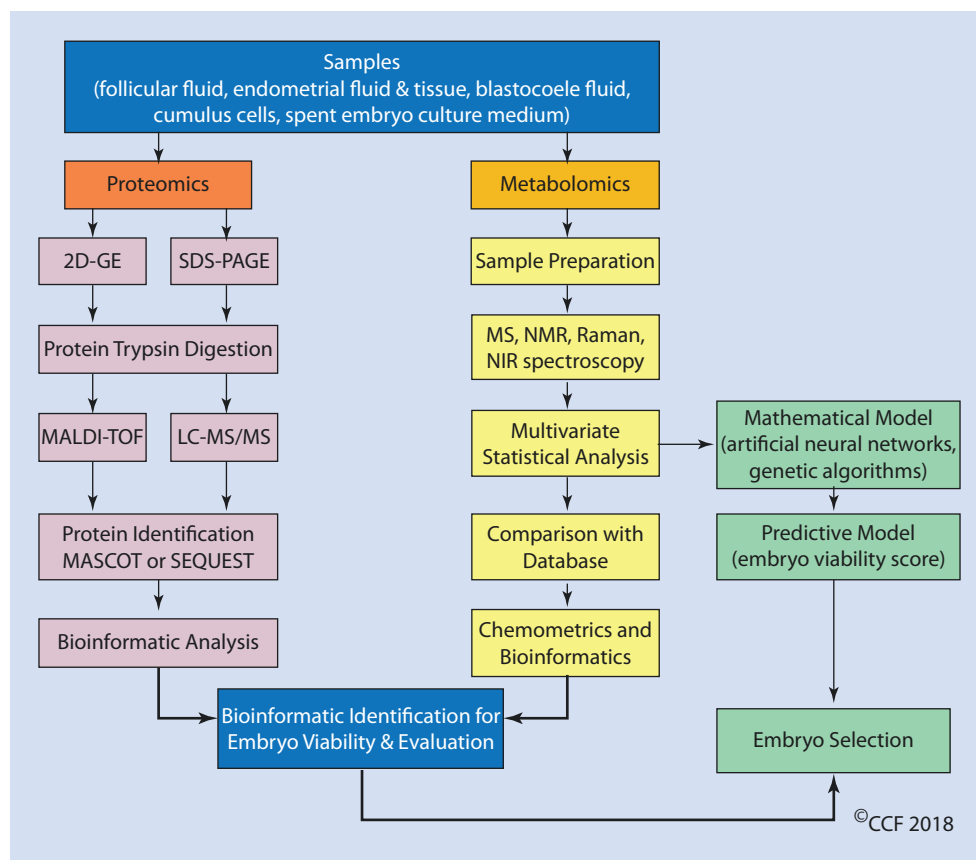 Samples
(follicular fluid, endometrial fluid & tissue, blastocoele fluid,
cumulus cells, spent embryo culture medium)
Proteomics
Metabolomics
2D-GE
SDS-PAGE
Sample Preparation
Protein Trypsin Digestion
MS, NMR, Raman,
NIR spectroscopy
MALDI-TOF
LC-MS/MS
Multivariate
Statistical Analysis
Mathematical Model
(artificial neural networks,
genetic algorithms)
Protein Identification
MASCOT or SEQUEST
Comparison with
Database
Predictive Model
(embryo viability score)
Bioinformatic Analysis
Chemometrics and
Bioinformatics
Bioinformatic Identification for
Embryo Viability & Evaluation
Embryo Selection
©CCF 2018